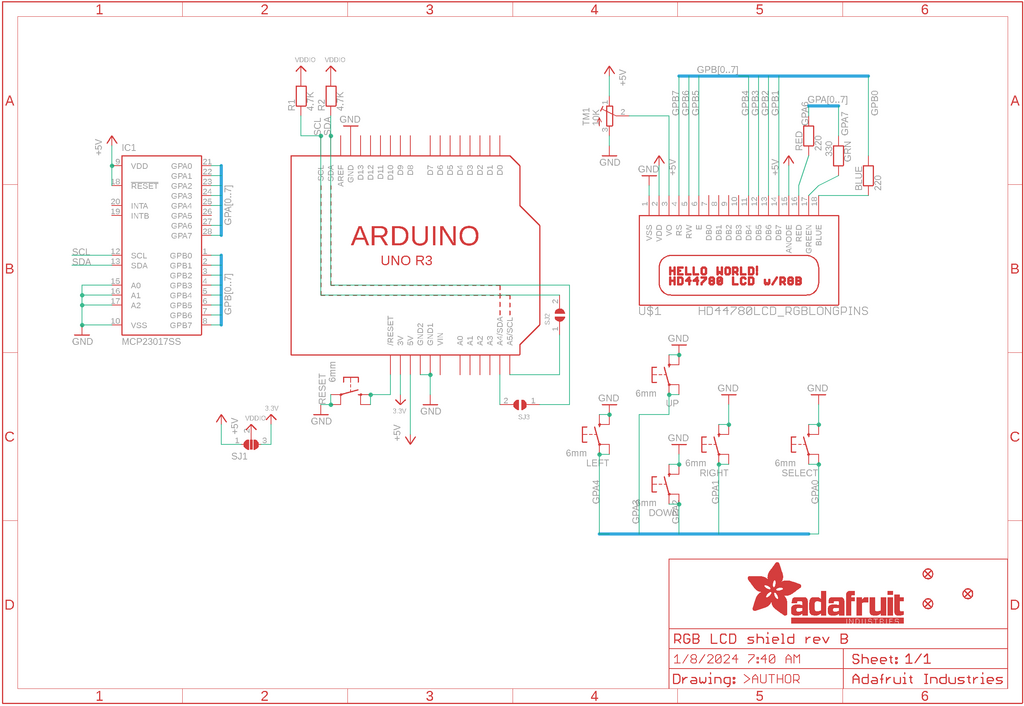 1 2 3 4 5 6
A A
B B
C C
D D
1 2 3 4 5 6
+5V
IC1
9 VDD GPA0 21
GPA1 22
18 RESET GPA2 23
GPA3 24
20 INTA GPA4 25
19 INTB GPA5 26
GPA6 27
GPA7 28
GPA[0..7]
SCL 12 SCL GPB0 1
SDA 13 SDA GPB1 2
GPB2 3
15 A0 GPB3 4
16 A1 GPB4 5
17 A2 GPB5 6
GPB6 7
10 VSS GPB7 8
GPB[0..7]
GND
MCP23017SS
VDDIO VDDIO
R1 4.7K R2 4.7K
SCL SDA
GND
SCL SDA AREF GND D13 D12 D11 D10 D9 D8 D7 D6 D5 D4 D3 D2 D1 D0
ARDUINO
UNO R3
/RESET 3V 5V GND2 GND1 VIN A0 A1 A2 A3 A4/SDA A5/SCL
SJ2 1 2
RESET 6mm
GND
3.3V
GND
+5V
2 1
SJ3
+5V VDDIO 3.3V
1 2 3
SJ1
+5V
TM1 10K 2
3
GND
GPB[0..7]
GPB7 GPB6 GPB5 GPB4 GPB3 GPB2 GPB1 GPB0
GPA[0..7]
GPA6 GPA7
RED 220 330 GRN BLUE 220
GND +5V +5V
1 2 3 4 5 6 7 8 9 10 11 12 13 14 15 16 17 18
VSS VDD VO RS RW E DB0 DB1 DB2 DB3 DB4 DB5 DB6 DB7 ANODE RED GREEN BLUE
HELLO WORLD!
HD44780 LCD w/RGB
U$1 HD44780LCD_RGBLONGPINS
GND
6mm
UP
GND
6mm
LEFT
GND
6mm
DOWN
GND
6mm
RIGHT
GND
6mm
SELECT
GPA4 GPA3 GPA2 GPA1 GPA0
adafruit
INDUSTRIES
RGB LCD shield rev B
1/8/2024 7:40 AM Sheet: 1/1
Drawing: >AUTHOR Adafruit Industries